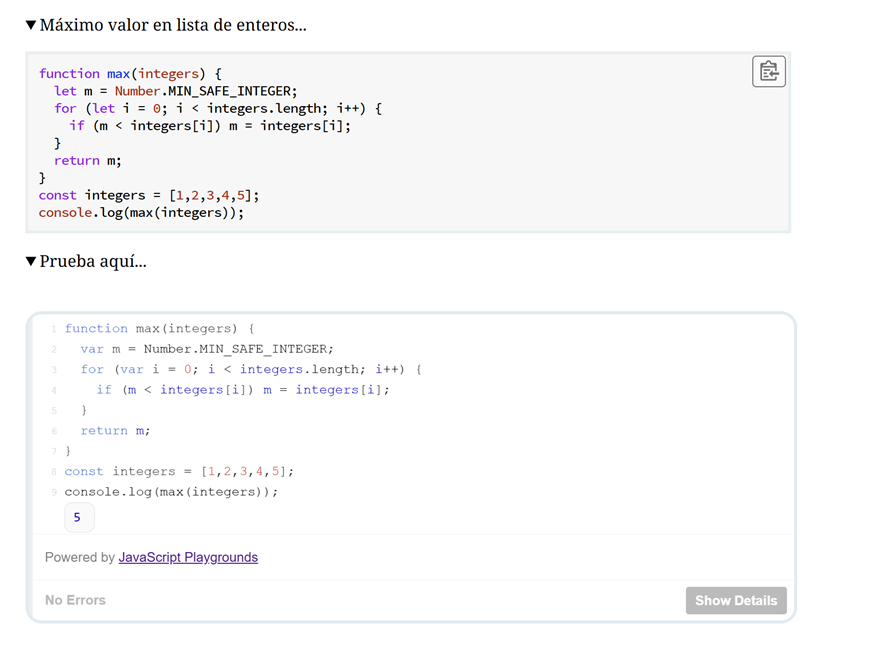 ▼ Máximo valor en lista de enteros...
function max(integers) {
  let m = Number.MIN_SAFE_INTEGER;
  for (let i = 0; i < integers.length; i++) {
    if (m < integers[i]) m = integers[i];
  }
  return m;
}
const integers = [1,2,3,4,5];
console.log(max(integers));
▼ Prueba aquí...
1 function max(integers) {
2   var m = Number.MIN_SAFE_INTEGER;
3   for (var i = 0; i < integers.length; i++) {
4     if (m < integers[i]) m = integers[i];
5   }
6   return m;
7 }
8 const integers = [1,2,3,4,5];
9 console.log(max(integers));
5
Powered by JavaScript Playgrounds
No Errors
Show Details